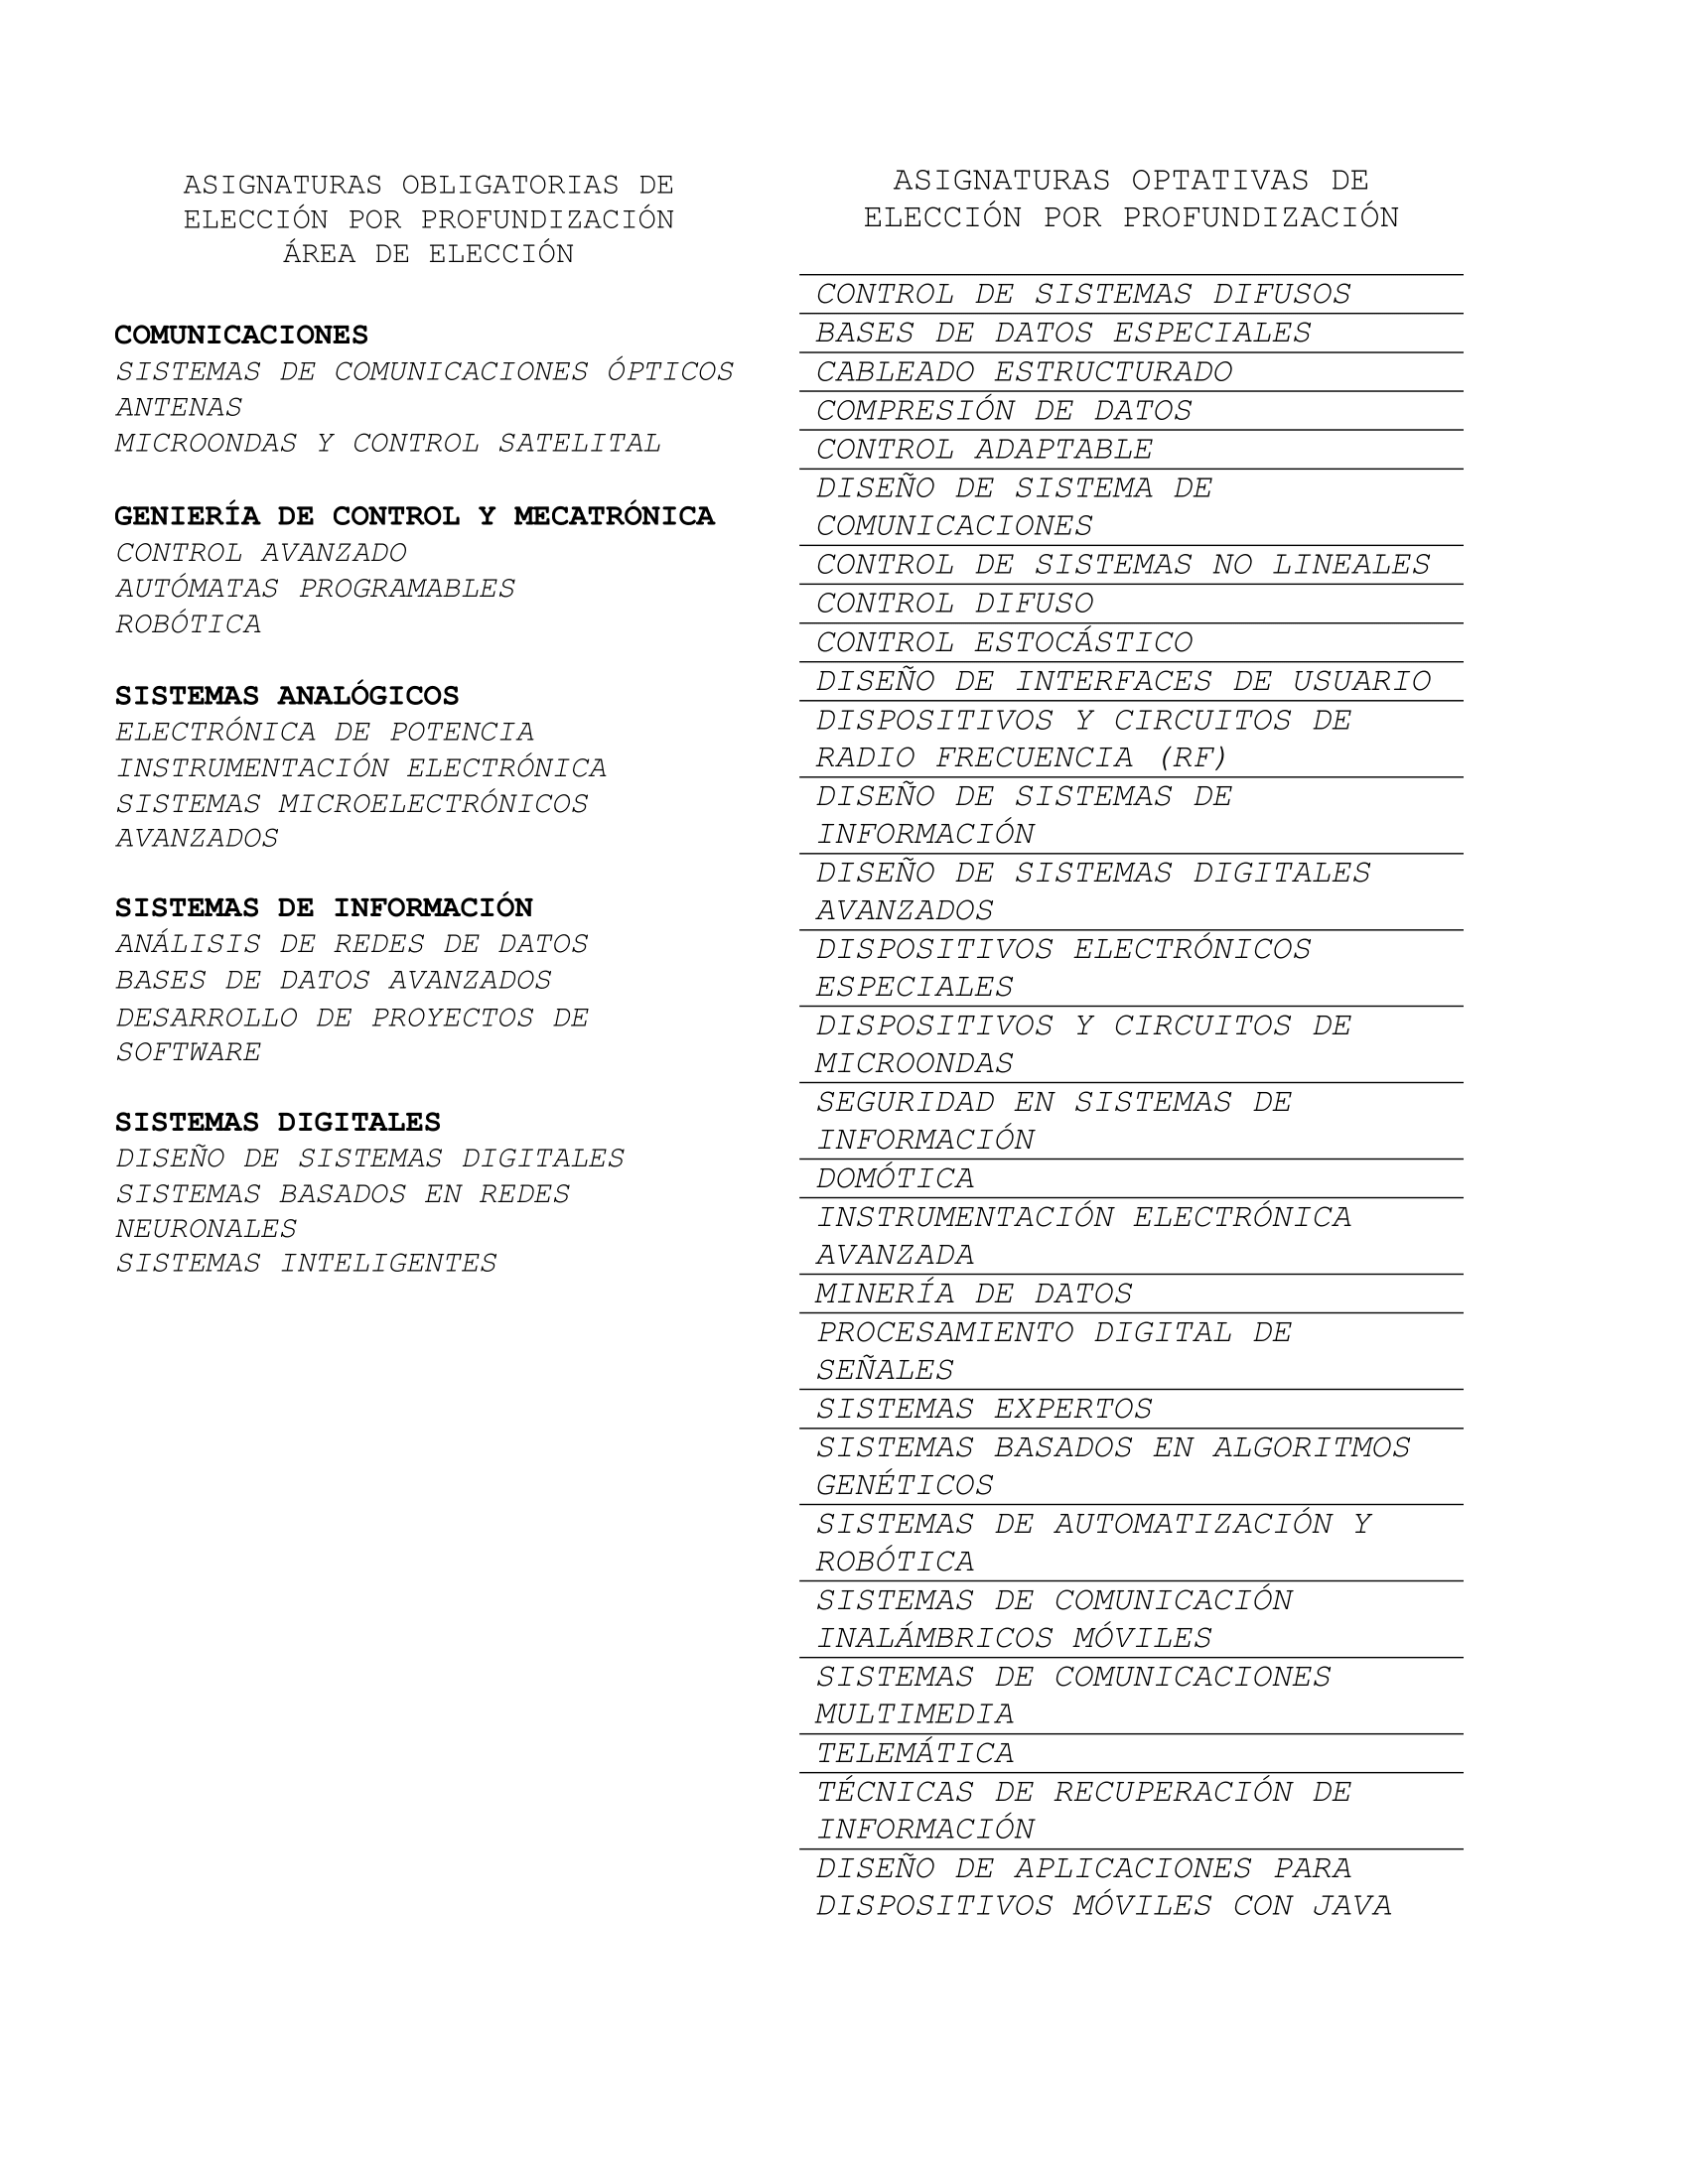 ASIGNATURAS OBLIGATORIAS DE
ELECCIÓN POR PROFUNDIZACIÓN
ÁREA DE ELECCIÓN
COMUNICACIONES
SISTEMAS DE COMUNICACIONES ÓPTICOS
ANTENAS
MICROONDAS Y CONTROL SATELITAL
GENIERÍA DE CONTROL Y MECATRÓNICA
CONTROL AVANZADO
AUTÓMATAS PROGRAMABLES
ROBÓTICA
SISTEMAS ANALÓGICOS
ELECTRÓNICA DE POTENCIA
INSTRUMENTACIÓN ELECTRÓNICA
SISTEMAS MICROELECTRÓNICOS
AVANZADOS
SISTEMAS DE INFORMACIÓN
ANÁLISIS DE REDES DE DATOS
BASES DE DATOS AVANZADOS
DESARROLLO DE PROYECTOS DE
SOFTWARE
SISTEMAS DIGITALES
DISEÑO DE SISTEMAS DIGITALES
SISTEMAS BASADOS EN REDES
NEURONALES
SISTEMAS INTELIGENTES
ASIGNATURAS OPTATIVAS DE
ELECCIÓN POR PROFUNDIZACIÓN
CONTROL DE SISTEMAS DIFUSOS
BASES DE DATOS ESPECIALES
CABLEADO ESTRUCTURADO
COMPRESIÓN DE DATOS
CONTROL ADAPTABLE
DISEÑO DE SISTEMA DE
COMUNICACIONES
CONTROL DE SISTEMAS NO LINEALES
CONTROL DIFUSO
CONTROL ESTOCÁSTICO
DISEÑO DE INTERFACES DE USUARIO
DISPOSITIVOS Y CIRCUITOS DE
RADIO FRECUENCIA (RF)
DISEÑO DE SISTEMAS DE
INFORMACIÓN
DISEÑO DE SISTEMAS DIGITALES
AVANZADOS
DISPOSITIVOS ELECTRÓNICOS
ESPECIALES
DISPOSITIVOS Y CIRCUITOS DE
MICROONDAS
SEGURIDAD EN SISTEMAS DE
INFORMACIÓN
DOMÓTICA
INSTRUMENTACIÓN ELECTRÓNICA
AVANZADA
MINERÍA DE DATOS
PROCESAMIENTO DIGITAL DE
SEÑALES
SISTEMAS EXPERTOS
SISTEMAS BASADOS EN ALGORITMOS
GENÉTICOS
SISTEMAS DE AUTOMATIZACIÓN Y
ROBÓTICA
SISTEMAS DE COMUNICACIÓN
INALÁMBRICOS MÓVILES
SISTEMAS DE COMUNICACIONES
MULTIMEDIA
TELEMÁTICA
TÉCNICAS DE RECUPERACIÓN DE
INFORMACIÓN
DISEÑO DE APLICACIONES PARA
DISPOSITIVOS MÓVILES CON JAVA